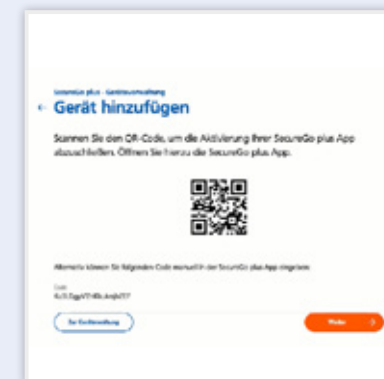 SecureGo plus - Geräteverwaltung
Gerät hinzufügen
Scannen Sie den QR-Code, um die Aktivierung Ihrer SecureGo plus App
abzuschließen. Öffnen Sie hierzu die SecureGo plus App.
Alternativ können Sie folgenden Code manuell in der SecureGo plus App eingeben:
Code
Zur Geräteverwaltung
Weiter